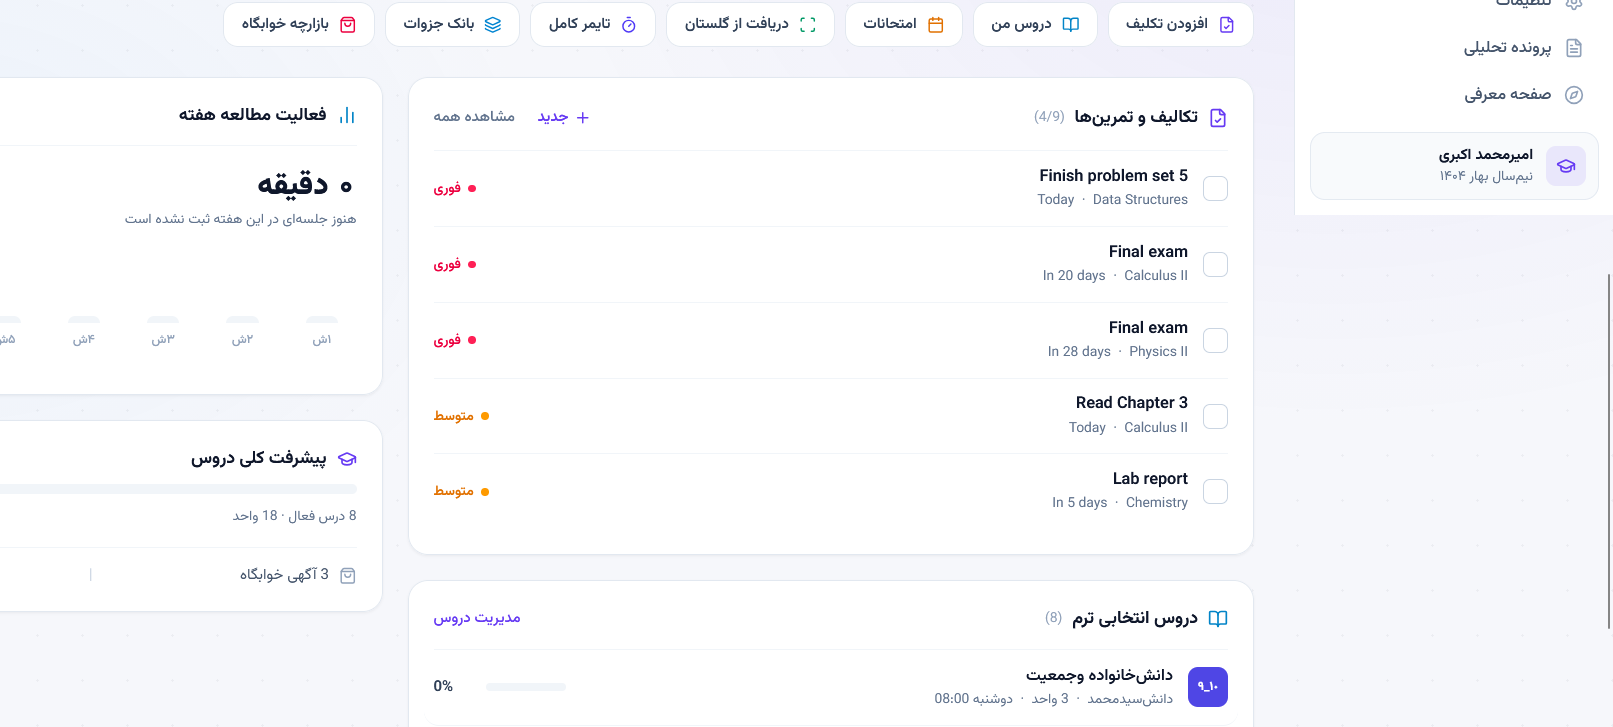 تنظیمات
پرونده تحلیلی
صفحه معرفی
امیرمحمد اکبری
نیم‌سال بهار ۱۴۰۴
افزودن تکلیف
دروس من
امتحانات
دریافت از گلستان
تایمر کامل
بانک جزوات
بازارچه خوابگاه
تکالیف و تمرین‌ها (4/9)
جدید
مشاهده همه
Finish problem set 5
Today · Data Structures
فوری
Final exam
In 20 days · Calculus II
فوری
Final exam
In 28 days · Physics II
فوری
Read Chapter 3
Today · Calculus II
متوسط
Lab report
In 5 days · Chemistry
متوسط
دروس انتخابی ترم (8)
مدیریت دروس
۹_۱۰
دانش‌خانواده وجمعیت
دانش‌سیدمحمد · 3 واحد · دوشنبه 08:00
0%
فعالیت مطالعه هفته
۰ دقیقه
هنوز جلسه‌ای در این هفته ثبت نشده است
۱ش
۲ش
۳ش
۴ش
۵ش
پیشرفت کلی دروس
8 درس فعال · 18 واحد
3 آگهی خوابگاه